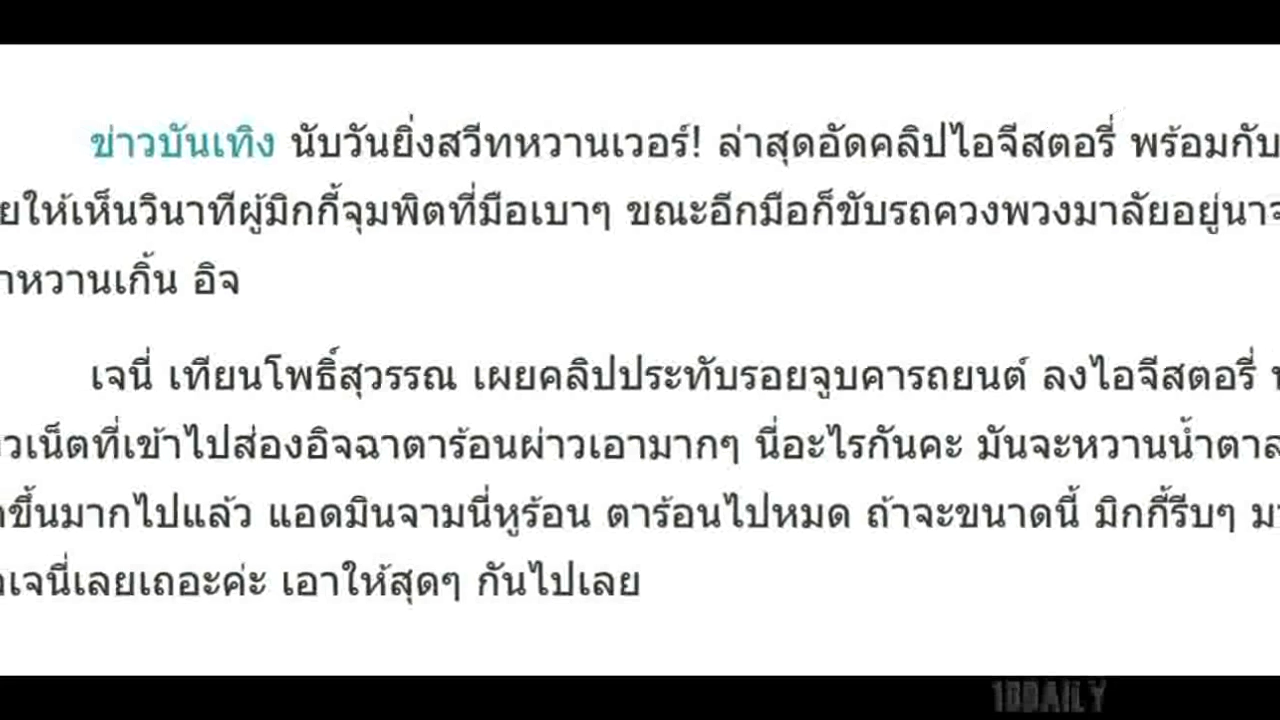 ข่าวบันเทิง นับวันยิ่งสวีทหวานเวอร์! ล่าสุดอัดคลิปไอจีสตอรี่ พร้อมกับ
ยให้เห็นวินาทีผู้มิกกี้จุมพิตที่มือเบาๆ ขณะอีกมือก็ขับรถควงพวงมาลัยอยู่นาจ
าหวานเกิ้น อิจ
เจนี่ เทียนโพธิ์สุวรรณ เผยคลิปประทับรอยจูบคารถยนต์ ลงไอจีสตอรี่
วเน็ตที่เข้าไปส่องอิจฉาตาร้อนผ่าวเอามากๆ นี่อะไรกันคะ มันจะหวานน้ำตาล
ขึ้นมากไปแล้ว แอดมินจามนี่หูร้อน ตาร้อนไปหมด ถ้าจะขนาดนี้ มิกกี้รีบๆ ม
เจนี่เลยเถอะค่ะ เอาให้สุดๆ กันไปเลย
10DAILY